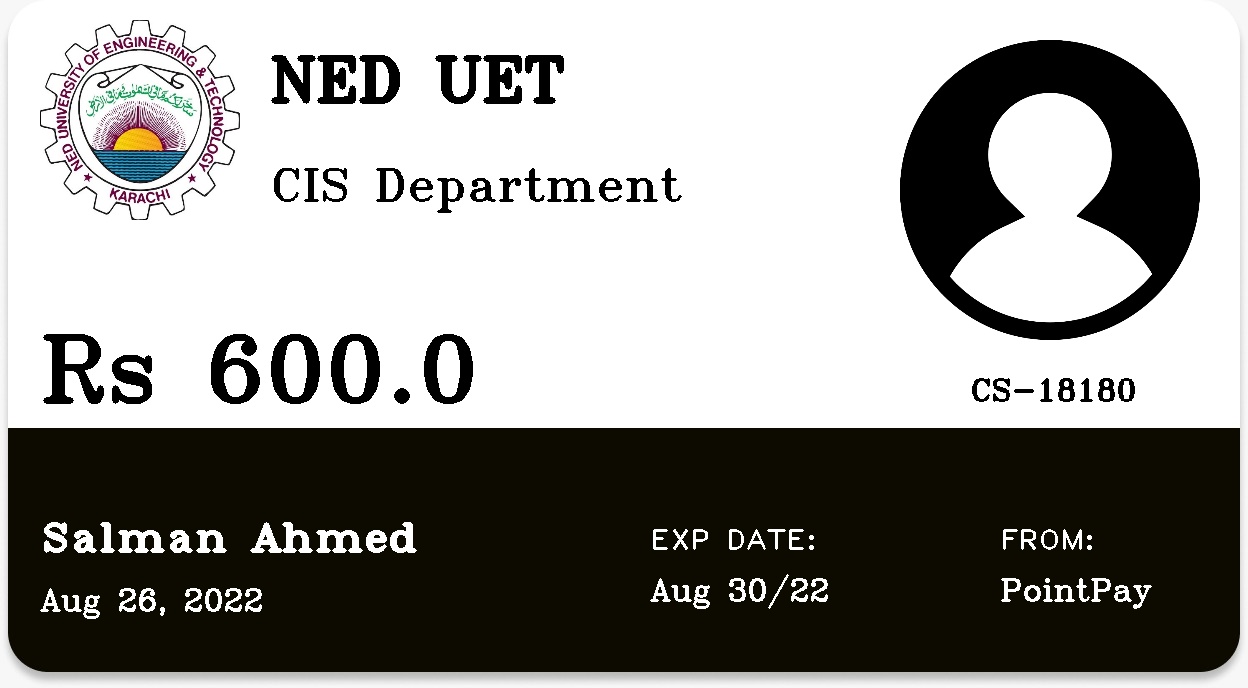 NED UNIVERSITY OF ENGINEERING & TECHNOLOGY
KARACHI
NED UET
CIS Department
Rs 600.0
CS-18180
Salman Ahmed
Aug 26, 2022
EXP DATE:
Aug 30/22
FROM:
PointPay